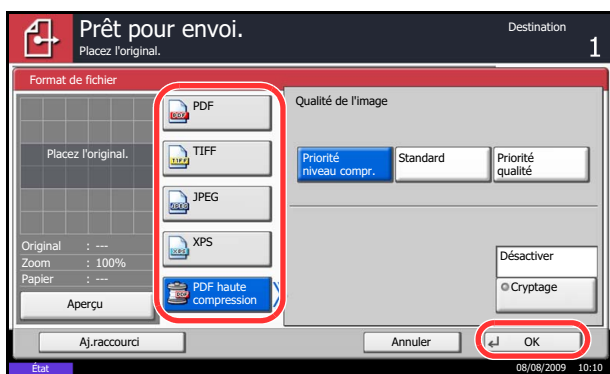 Prêt pour envoi.
Placez l'original.
Destination
1
Format de fichier
Placez l'original.
Original : ---
Zoom : 100%
Papier : ---
Aperçu
PDF
TIFF
JPEG
XPS
PDF haute
compression
Qualité de l'image
Priorité
niveau compr.
Standard
Priorité
qualité
Désactiver
Cryptage
Aj.raccourci
Annuler
OK
État
08/08/2009 10:10